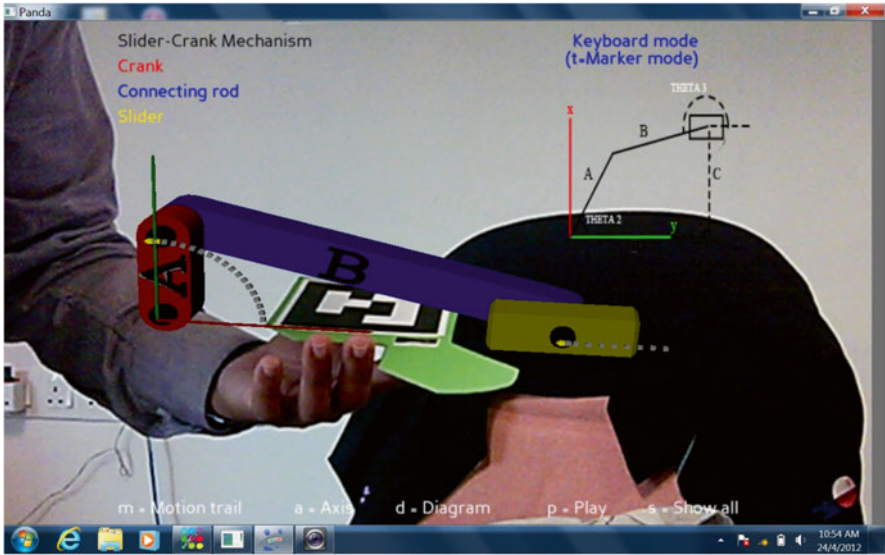 Panda
Slider-Crank Mechanism
Crank
Connecting rod
Slider
Keyboard mode
(t=Marker mode)
THETA 3
x
B
A
C
THETA 2
y
A
B
m = Motion trail a = Axis d = Diagram p = Play s = Show all
10:54 AM
24/4/2012